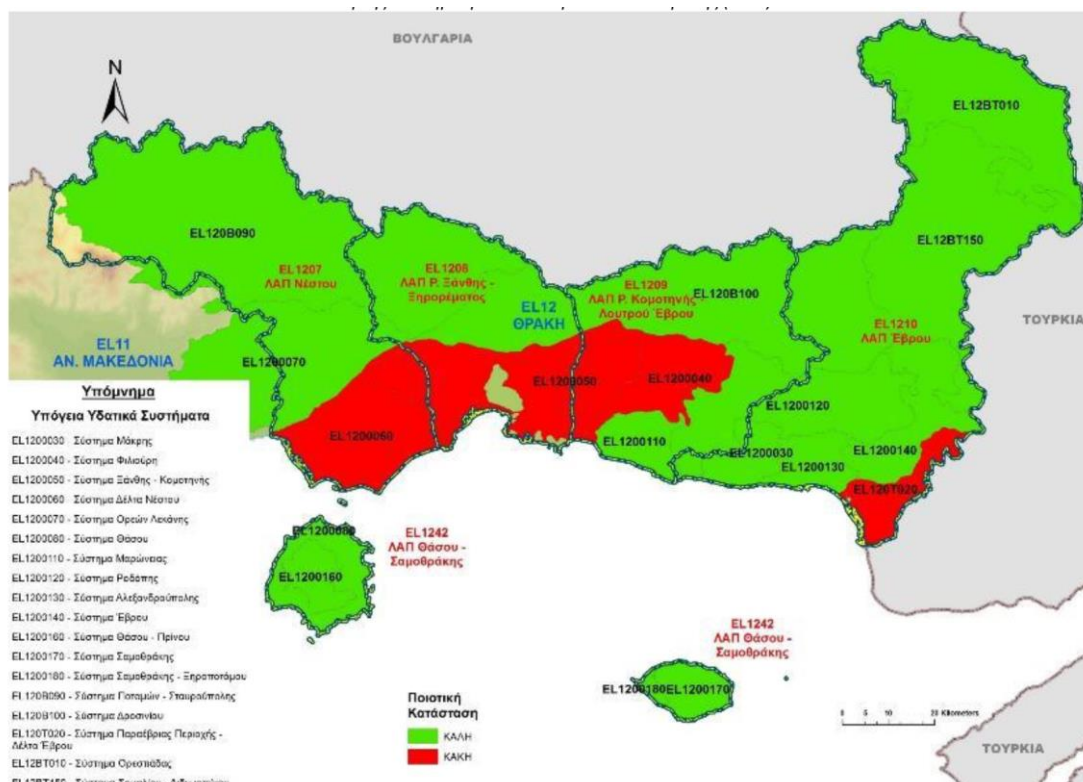 ΒΟΥΛΓΑΡΙΑ
N
EL12BT010
EL120B090
EL12BT150
EL1207
ΛΑΠ Νέστου
EL1208
ΛΑΠ Ρ. Ξάνθης -
Ξηρορέματος
EL12
ΘΡΑΚΗ
EL1209
ΛΑΠ Ρ. Κομοτηνής -
Λουτρού Έβρου
EL120B100
EL1210
ΛΑΠ Έβρου
ΤΟΥΡΚΙΑ
EL11
ΑΝ. ΜΑΚΕΔΟΝΙΑ
EL1200070
EL1200050
EL1200040
EL1200120
EL1200060
EL1200110
EL1200030
EL1200130
EL1200140
EL120T020
Υπόμνημα
Υπόγεια Υδατικά Συστήματα
EL1200030 - Σύστημα Μάκρης
EL1200040 - Σύστημα Φιλιούρη
EL1200050 - Σύστημα Ξάνθης - Κομοτηνής
EL1200060 - Σύστημα Δέλτα Νέστου
EL1200070 - Σύστημα Ορεών Λεκάνης
EL1200080 - Σύστημα Θάσου
EL1200110 - Σύστημα Μαρώνειας
EL1200120 - Σύστημα Ροδόπης
EL1200130 - Σύστημα Αλεξανδρούπολης
EL1200140 - Σύστημα Έβρου
EL1200160 - Σύστημα Θάσου - Πρίνου
EL1200170 - Σύστημα Σαμοθράκης
EL1200180 - Σύστημα Σαμοθράκης - Ξηροποτάμου
EL120B090 - Σύστημα Ποταμών - Σταυρούπολης
EL120B100 - Σύστημα Δροσινίου
EL120T020 - Σύστημα Παραέβριας Περιοχής -
Δέλτα Έβρου
EL12BT010 - Σύστημα Ορεστιάδας
EL1200080
EL1200160
EL1242
ΛΑΠ Θάσου -
Σαμοθράκης
EL1242
ΛΑΠ Θάσου -
Σαμοθράκης
EL1200180
EL1200170
Ποιοτική
Κατάσταση
ΚΑΛΗ
ΚΑΚΗ
0 5 10 20 Kilometers
ΤΟΥΡΚΙΑ